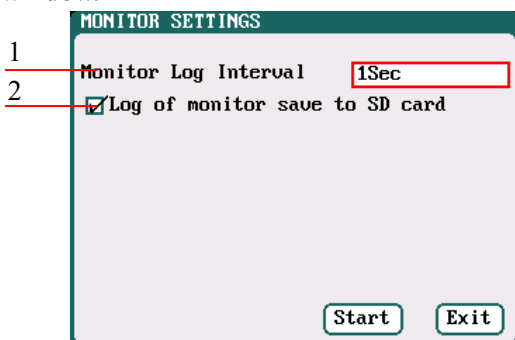 MONITOR SETTINGS
1
Monitor Log Interval 1Sec
2
Log of monitor save to SD card
Start Exit